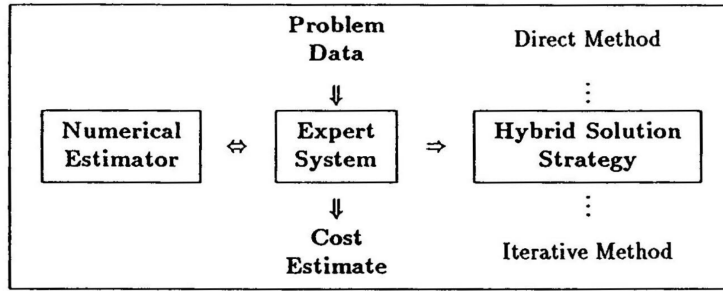 Problem
Data
Direct Method
⇓
⋮
Numerical
Estimator
⇔
Expert
System
⇒
Hybrid Solution
Strategy
⇓
⋮
Cost
Estimate
Iterative Method